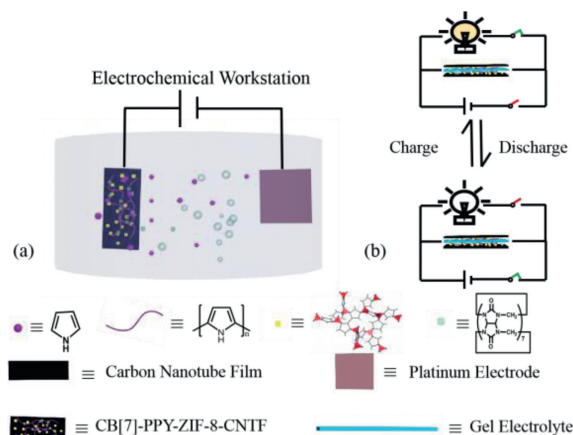 Electrochemical Workstation
Charge
Discharge
(a)
(b)
≡
N
H
≡
N
H
n
≡
≡
O
N
N
CH₂
N
N
CH₂
O
7
≡ Carbon Nanotube Film
≡ Platinum Electrode
≡ CB[7]-PPY-ZIF-8-CNTF
≡ Gel Electrolyte